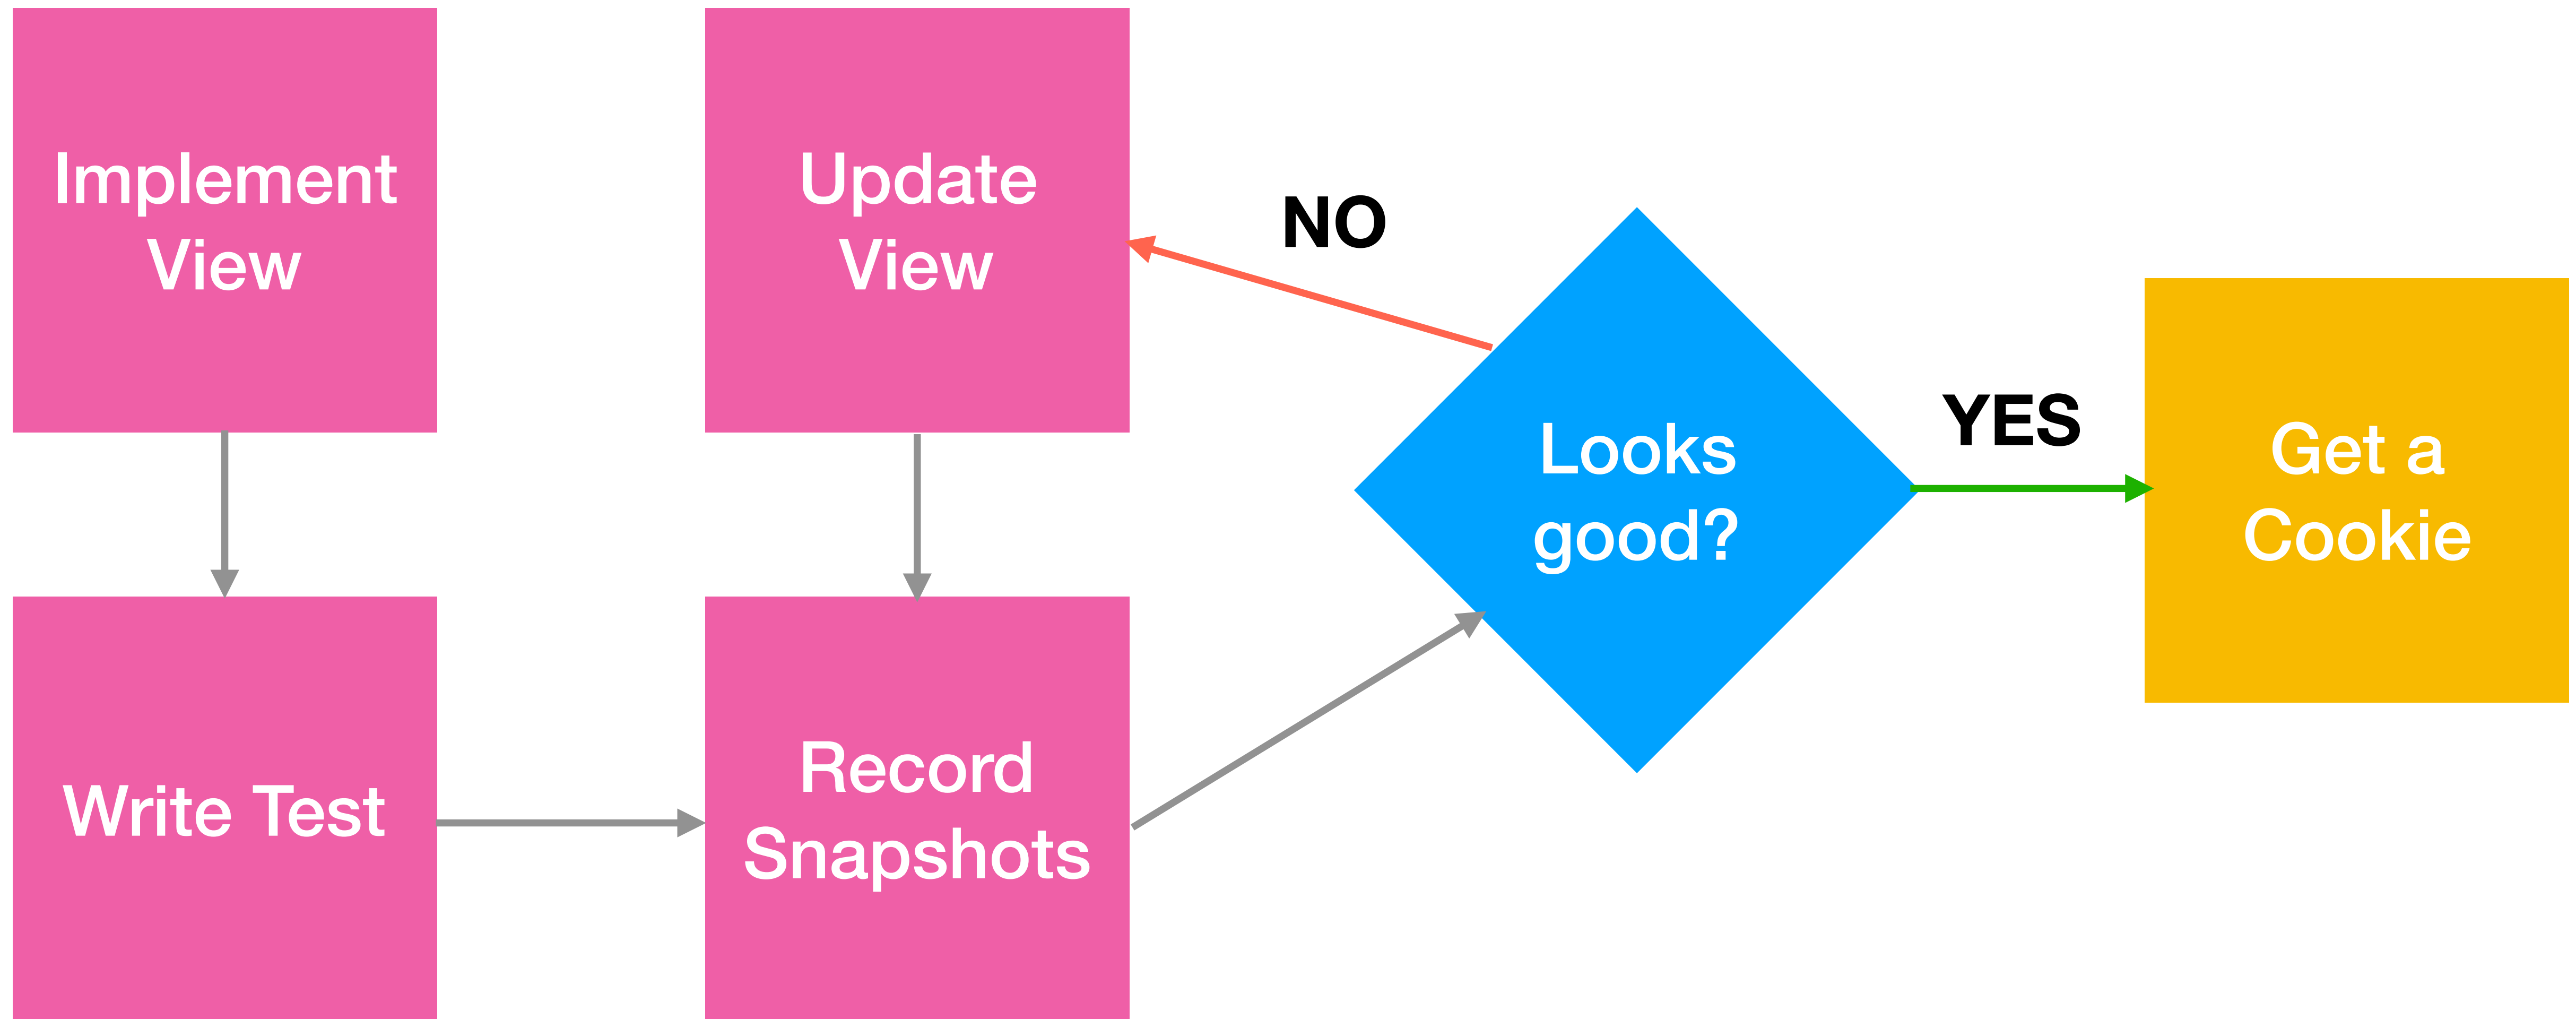 Implement
View
Update
View
NO
Looks
good?
YES
Get a
Cookie
Write Test
Record
Snapshots